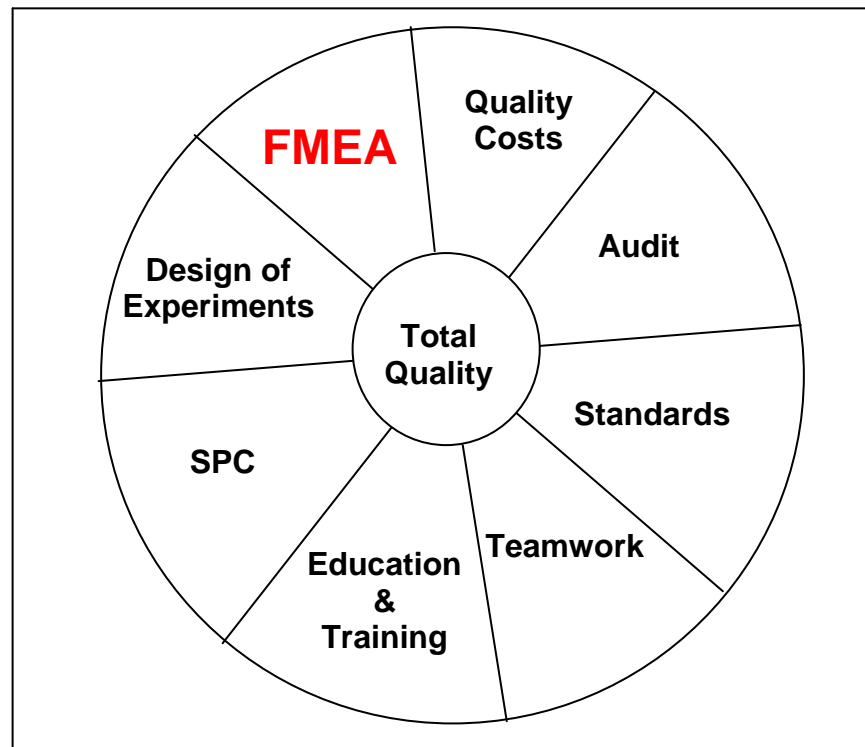 FMEA
Quality
Costs
Audit
Standards
Teamwork
Education
&
Training
SPC
Design of
Experiments
Total
Quality